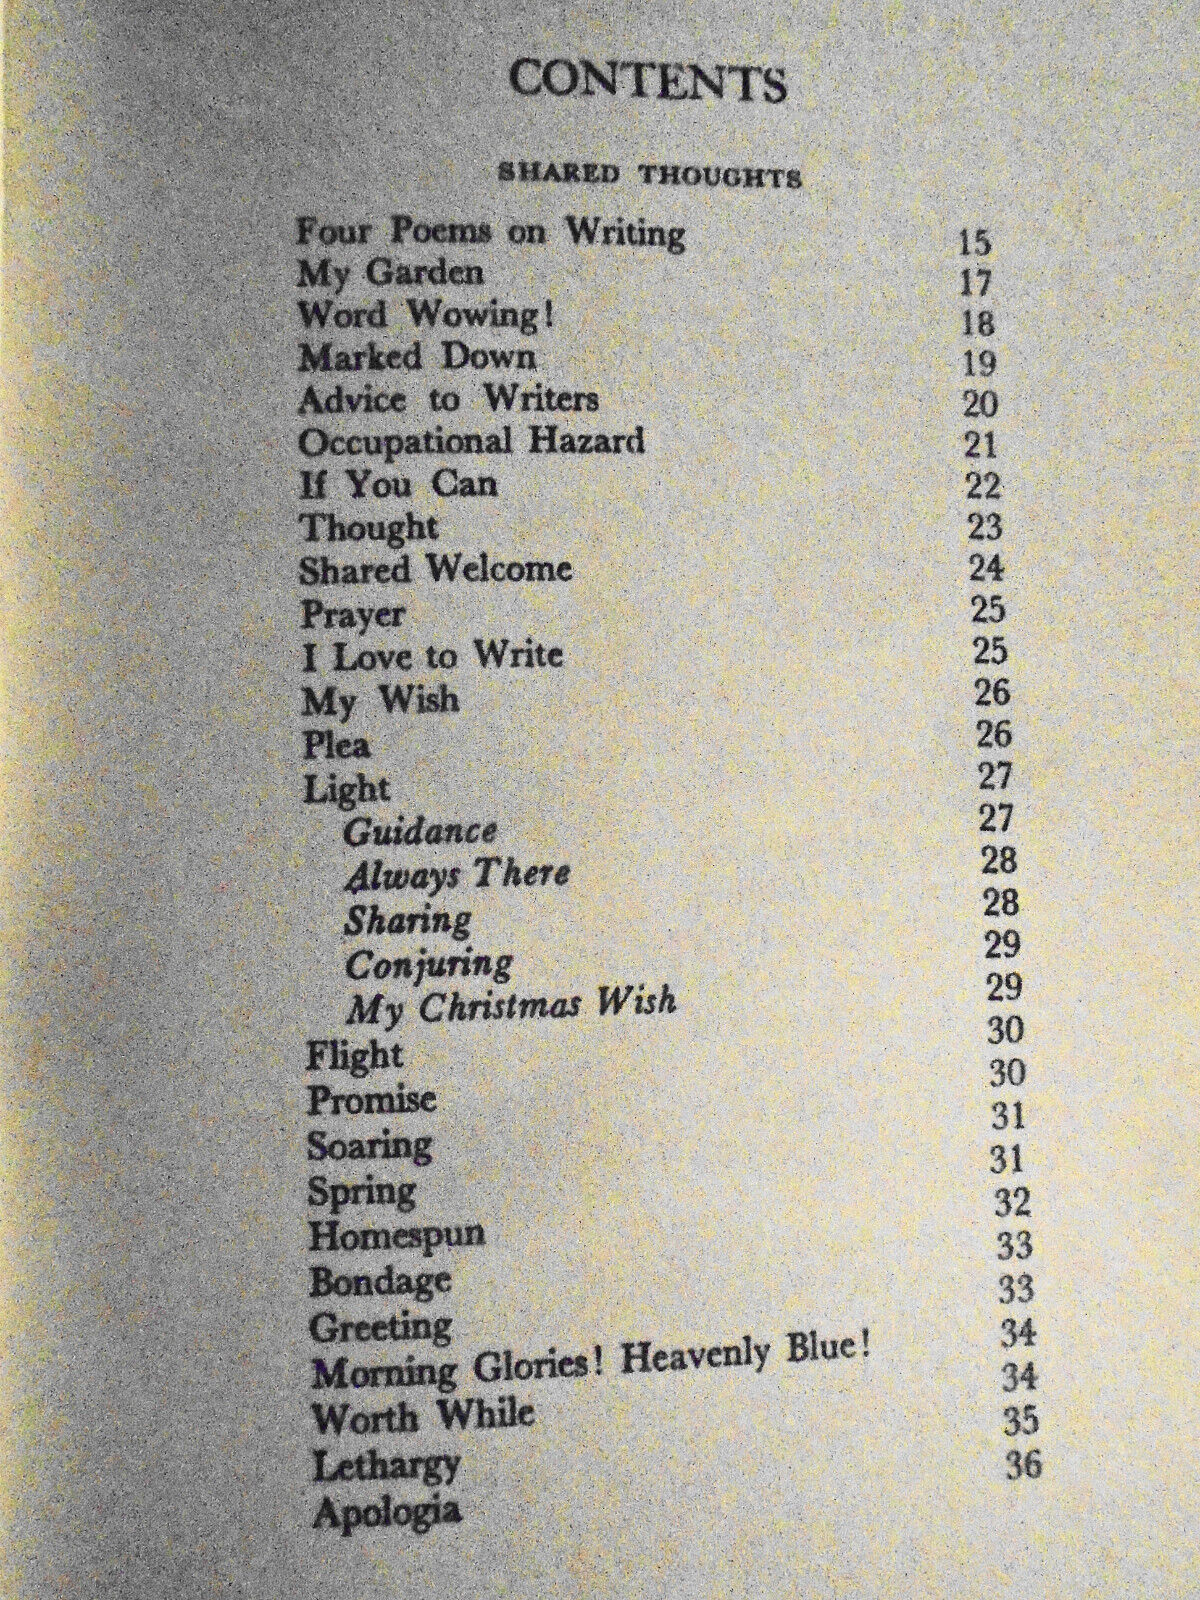 CONTENTS
SHARED THOUGHTS
Four Poems on Writing 15
My Garden 17
Word Wowing! 18
Marked Down 19
Advice to Writers 20
Occupational Hazard 21
If You Can 22
Thought 23
Shared Welcome 24
Prayer 25
I Love to Write 25
My Wish 26
Plea 26
Light 27
Guidance 27
Always There 28
Sharing 28
Conjuring 29
My Christmas Wish 29
Flight 30
Promise 30
Soaring 31
Spring 31
Homespun 32
Bondage 33
Greeting 33
Morning Glories! Heavenly Blue! 34
Worth While 34
Lethargy 35
Apologia 36